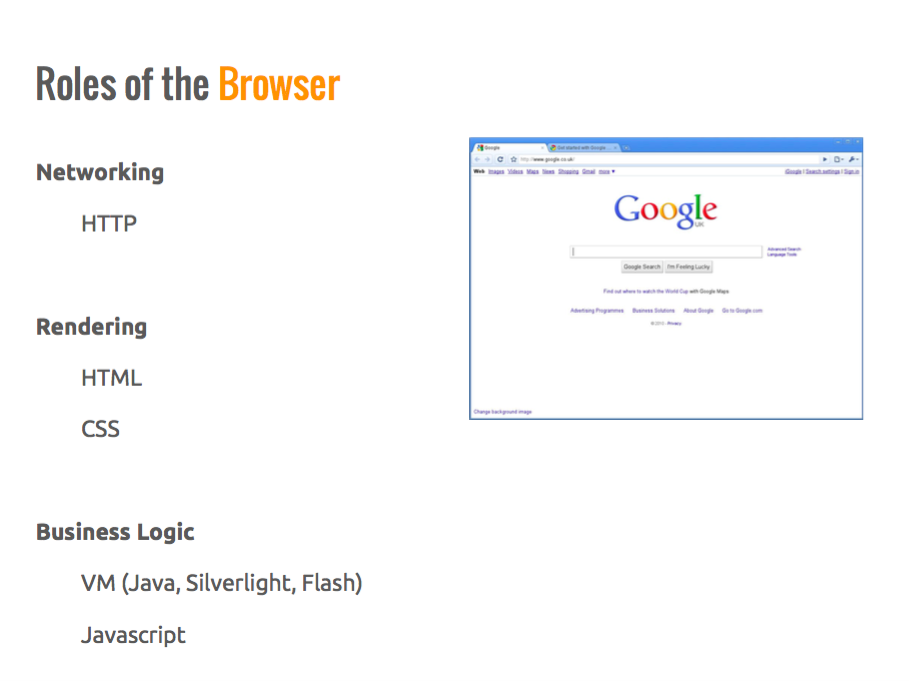 Roles of the Browser
Networking
HTTP
Rendering
HTML
CSS
Business Logic
VM (Java, Silverlight, Flash)
Javascript
Google
Get started with Google
http://www.google.co.uk/
Web Images Videos Maps News Shopping Gmail more
iGoogle | Search settings | Sign in
Google
UK
Advanced Search
Language Tools
Google Search I'm Feeling Lucky
Find out where to watch the World Cup with Google Maps
Advertising Programmes Business Solutions About Google Go to Google.com
© 2010 - Privacy
Change background image